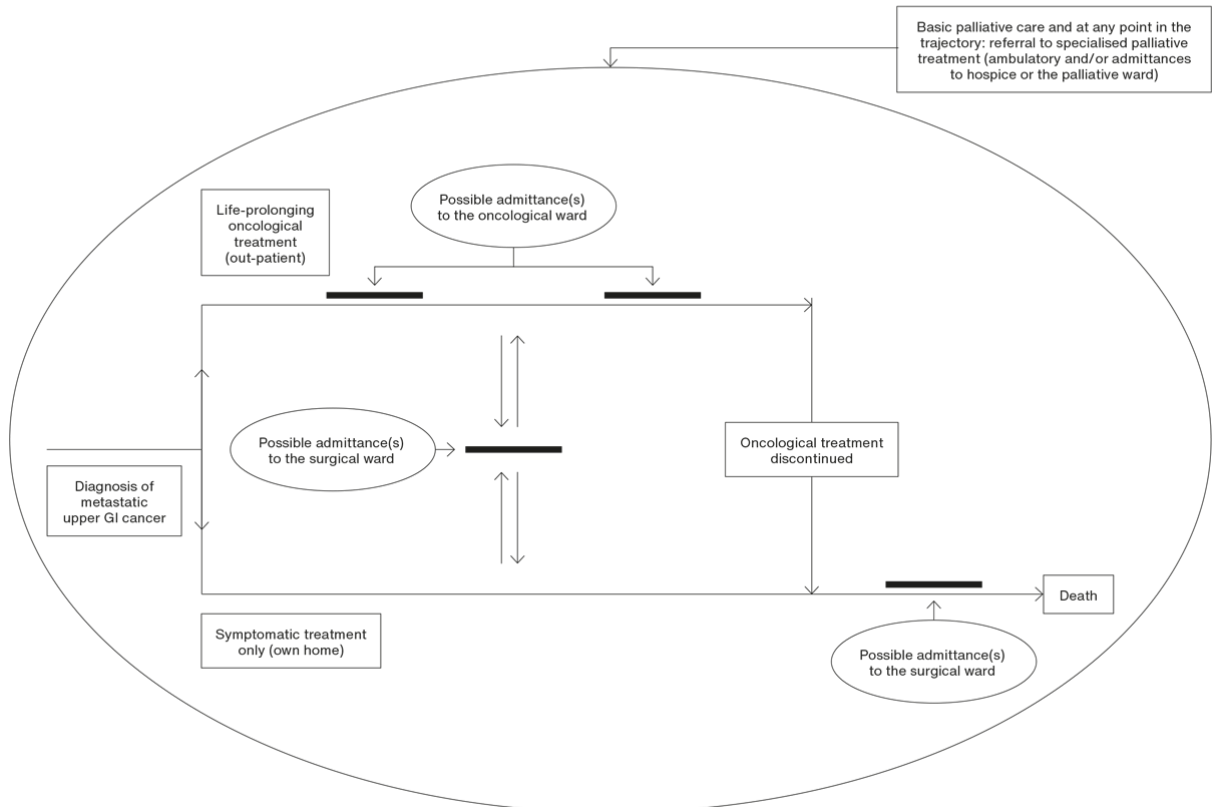 Basic palliative care and at any point in the
trajectory: referral to specialised palliative
treatment (ambulatory and/or admittances
to hospice or the palliative ward)
Life-prolonging
oncological
treatment
(out-patient)
Possible admittance(s)
to the oncological ward
Possible admittance(s)
to the surgical ward
Diagnosis of
metastatic
upper GI cancer
Oncological treatment
discontinued
Symptomatic treatment
only (own home)
Death
Possible admittance(s)
to the surgical ward